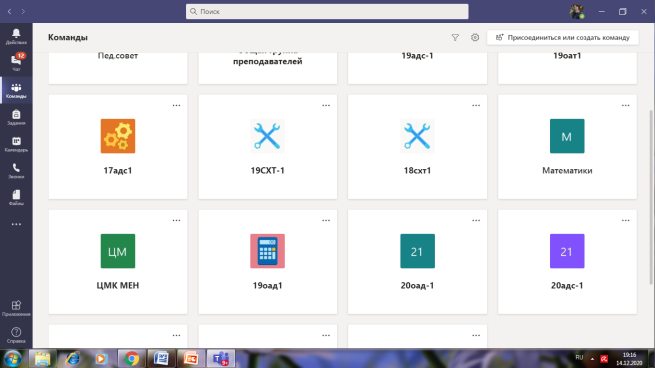 Поиск
Команды
Присоединиться или создать команду
Действия
12
Чат
Команды
Задания
Календарь
Звонки
Файлы
Приложения
Справка
Пед.совет
преподавателей
19адс-1
19оат1
17адс1
19СХТ-1
18схт1
М
Математики
ЦМ
ЦМК МЕН
19оад1
21
20оад-1
21
20адс-1
RU
19:16
14.12.2020